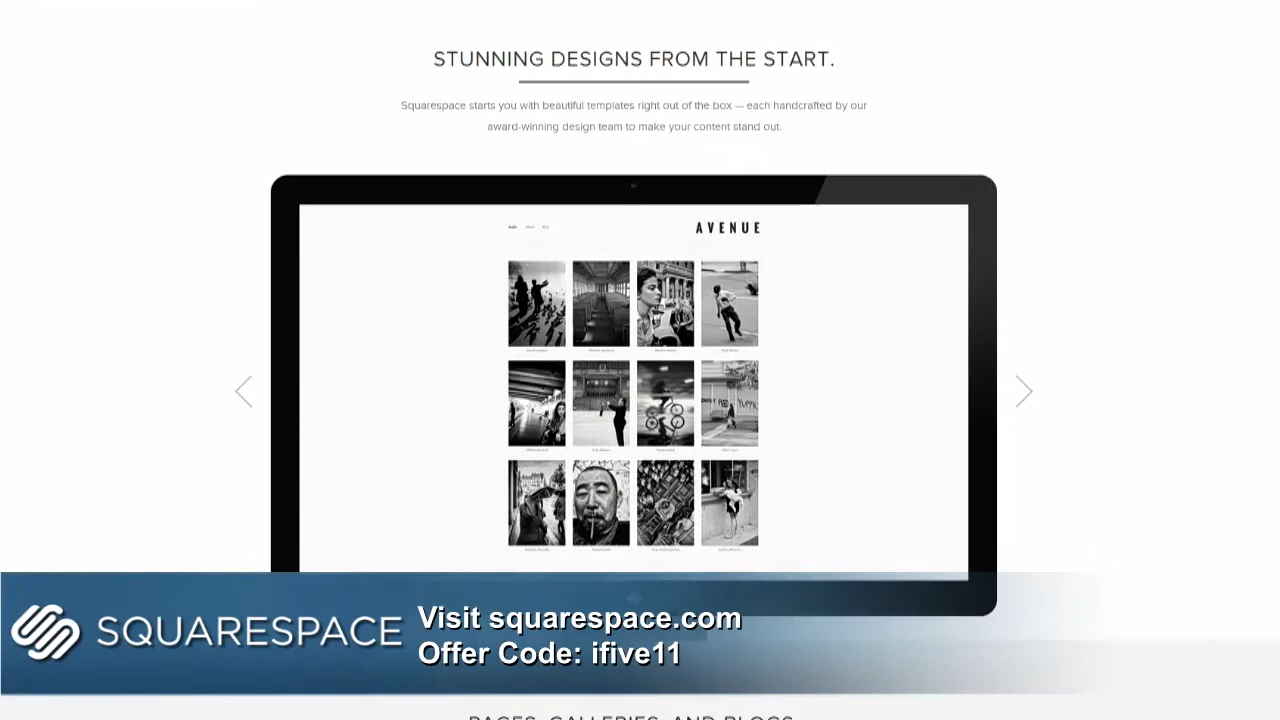 STUNNING DESIGNS FROM THE START.
Squarespace starts you with beautiful templates right out of the box — each handcrafted by our
award-winning design team to make your content stand out.
AVENUE
SQUARESPACE
Visit squarespace.com
Offer Code: ifive11
PAGES, GALLERIES, AND BLOGS